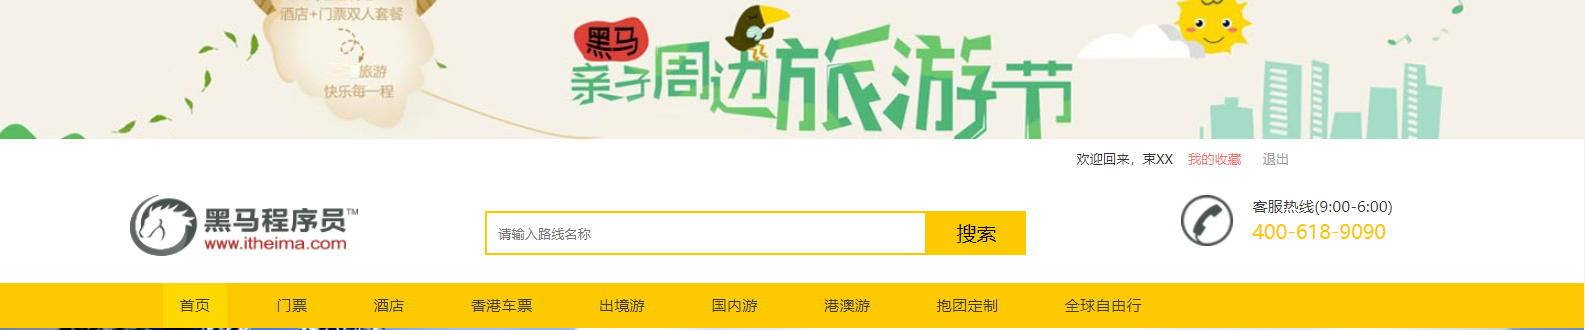 酒店+门票双人套餐
旅游
快乐每一程
黑马
亲子周边旅游节
欢迎回来，束XX 我的收藏 退出
黑马程序员™
www.itheima.com
请输入路线名称 搜索
客服热线(9:00-6:00)
400-618-9090
首页 门票 酒店 香港车票 出境游 国内游 港澳游 抱团定制 全球自由行